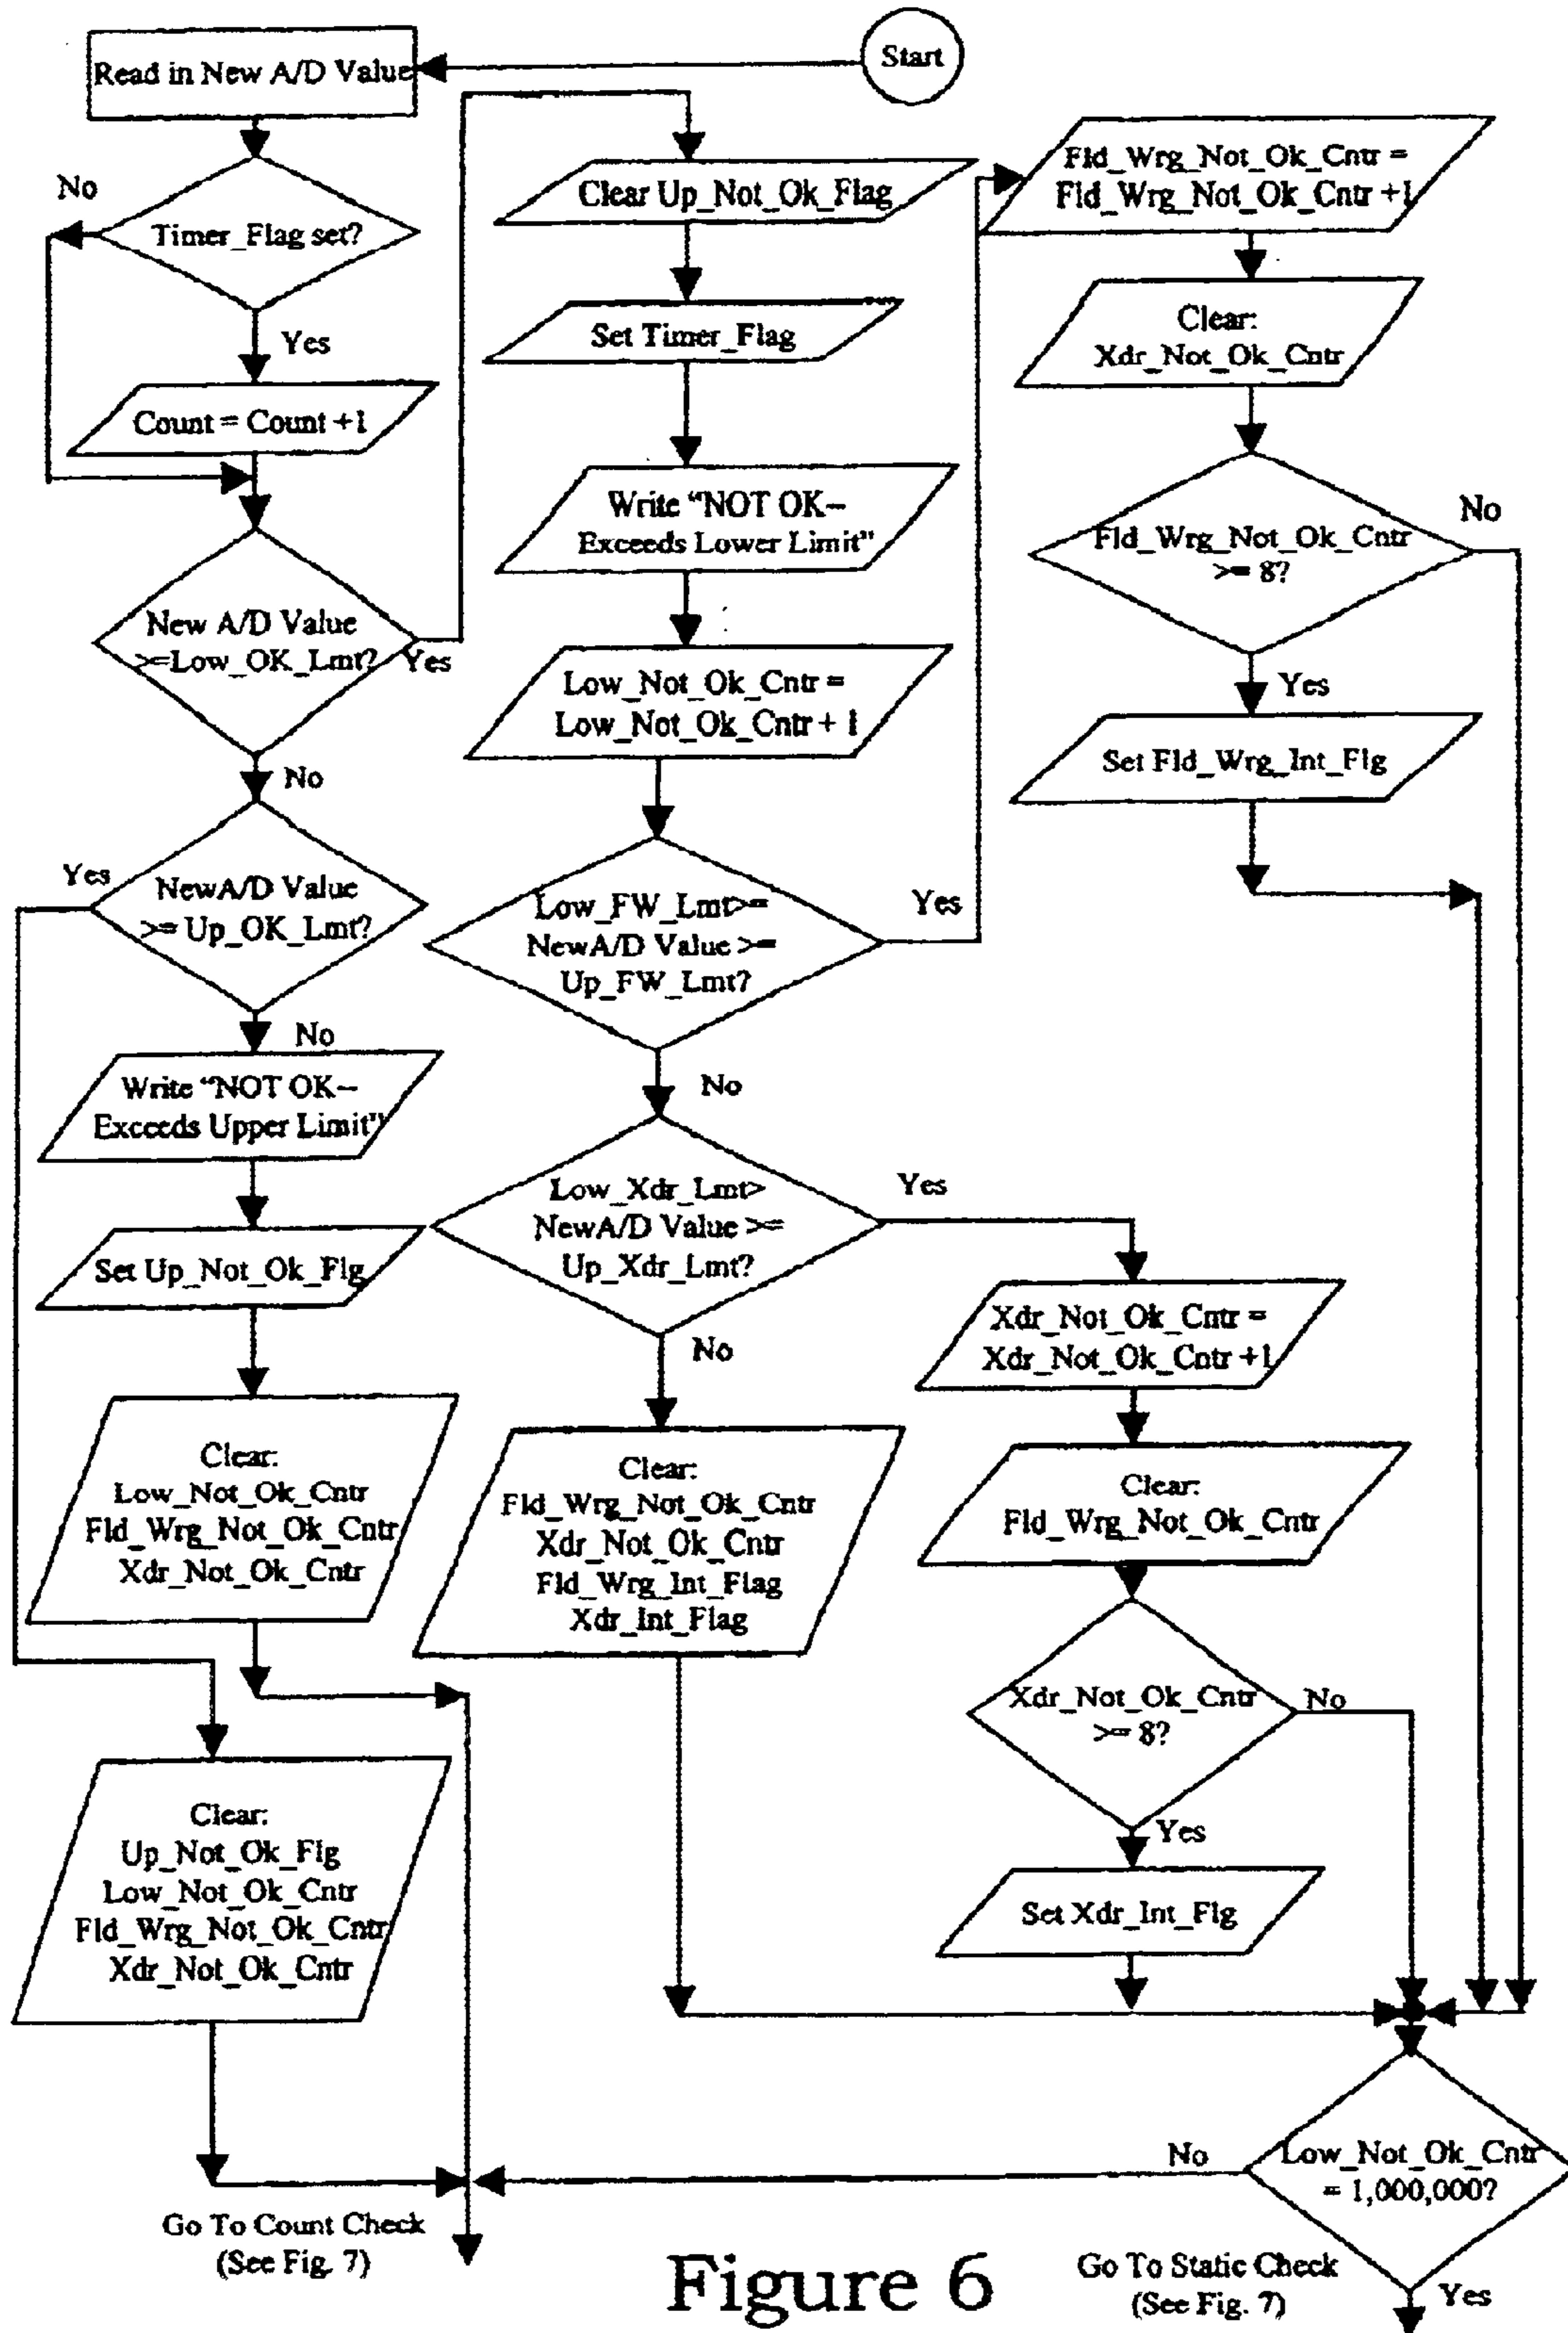 Start
Read in New A/D Value
No
Timer_Flag set?
Yes
Count = Count +1
New A/D Value
>=Low_OK_Lmt?
Yes
No
Yes
NewA/D Value
>= Up_OK_Lmt?
No
Write "NOT OK–
Exceeds Upper Limit"
Set Up_Not_Ok_Flg
Clear:
Low_Not_Ok_Cntr
Fld_Wrg_Not_Ok_Cntr
Xdr_Not_Ok_Cntr
Clear:
Up_Not_Ok_Flg
Low_Not_Ok_Cntr
Fld_Wrg_Not_Ok_Cntr
Xdr_Not_Ok_Cntr
Go To Count Check
(See Fig. 7)
Clear Up_Not_Ok_Flag
Set Timer_Flag
Write "NOT OK–
Exceeds Lower Limit"
Low_Not_Ok_Cntr =
Low_Not_Ok_Cntr + 1
Low_FW_Lmt>=
NewA/D Value >=
Up_FW_Lmt?
Yes
No
Low_Xdr_Lmt>
NewA/D Value >=
Up_Xdr_Lmt?
Yes
No
Clear:
Fld_Wrg_Not_Ok_Cntr
Xdr_Not_Ok_Cntr
Fld_Wrg_Int_Flag
Xdr_Int_Flag
Fld_Wrg_Not_Ok_Cntr =
Fld_Wrg_Not_Ok_Cntr +1
Clear:
Xdr_Not_Ok_Cntr
Fld_Wrg_Not_Ok_Cntr
>= 8?
No
Yes
Set Fld_Wrg_Int_Flg
Xdr_Not_Ok_Cntr =
Xdr_Not_Ok_Cntr +1
Clear:
Fld_Wrg_Not_Ok_Cntr
Xdr_Not_Ok_Cntr
>= 8?
No
Yes
Set Xdr_Int_Flg
No
Low_Not_Ok_Cntr
= 1,000,000?
Yes
Go To Static Check
(See Fig. 7)
Figure 6